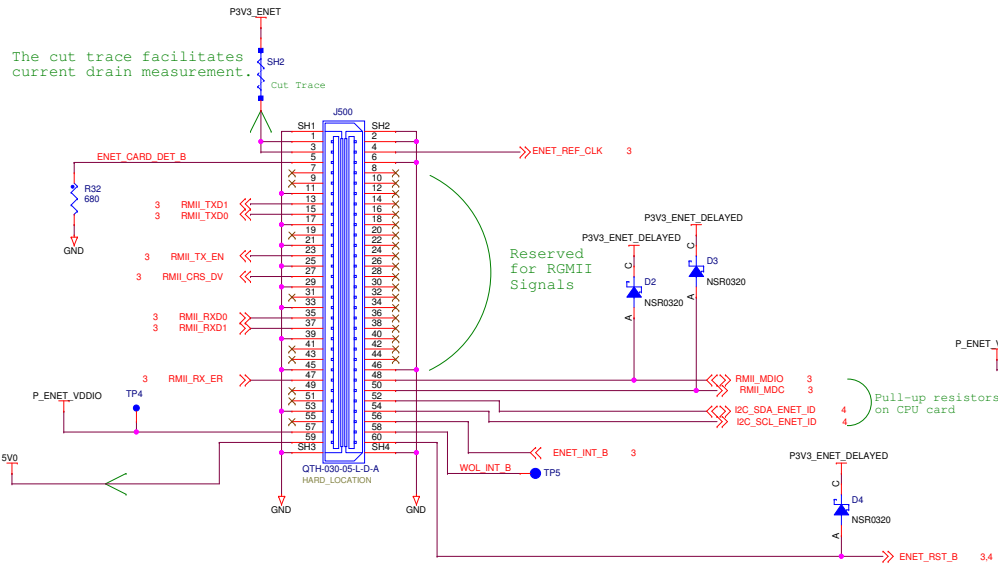 P3V3_ENET
The cut trace facilitates
current drain measurement.
SH2
Cut Trace
J500
SH1 SH2
1 2
3 4 ENET_REF_CLK 3
ENET_CARD_DET_B 5 6
7 8
9 10
R32
680
11 12
3 RMII_TXD1 13 14
3 RMII_TXD0 15 16
17 18
19 20
21 22
GND
3 RMII_TX_EN 23 24
25 26
3 RMII_CRS_DV 27 28
29 30
31 32
33 34
3 RMII_RXD0 35 36
3 RMII_RXD1 37 38
39 40
41 42
43 44
45 46
3 RMII_RX_ER 47 48
49 50
51 52
53 54
55 56
57 58
59 60
SH3 SH4
QTH-030-05-L-D-A
HARD_LOCATION
Reserved
for RGMII
Signals
P3V3_ENET_DELAYED
P3V3_ENET_DELAYED
C
D3
NSR0320
A
C
D2
NSR0320
A
P_ENET_V
RMII_MDIO 3
RMII_MDC 3
I2C_SDA_ENET_ID 4
I2C_SCL_ENET_ID 4
Pull-up resistors
on CPU card
P_ENET_VDDIO
TP4
ENET_INT_B 3
WOL_INT_B
TP5
5V0
GND
GND
P3V3_ENET_DELAYED
C
D4
NSR0320
A
ENET_RST_B 3,4